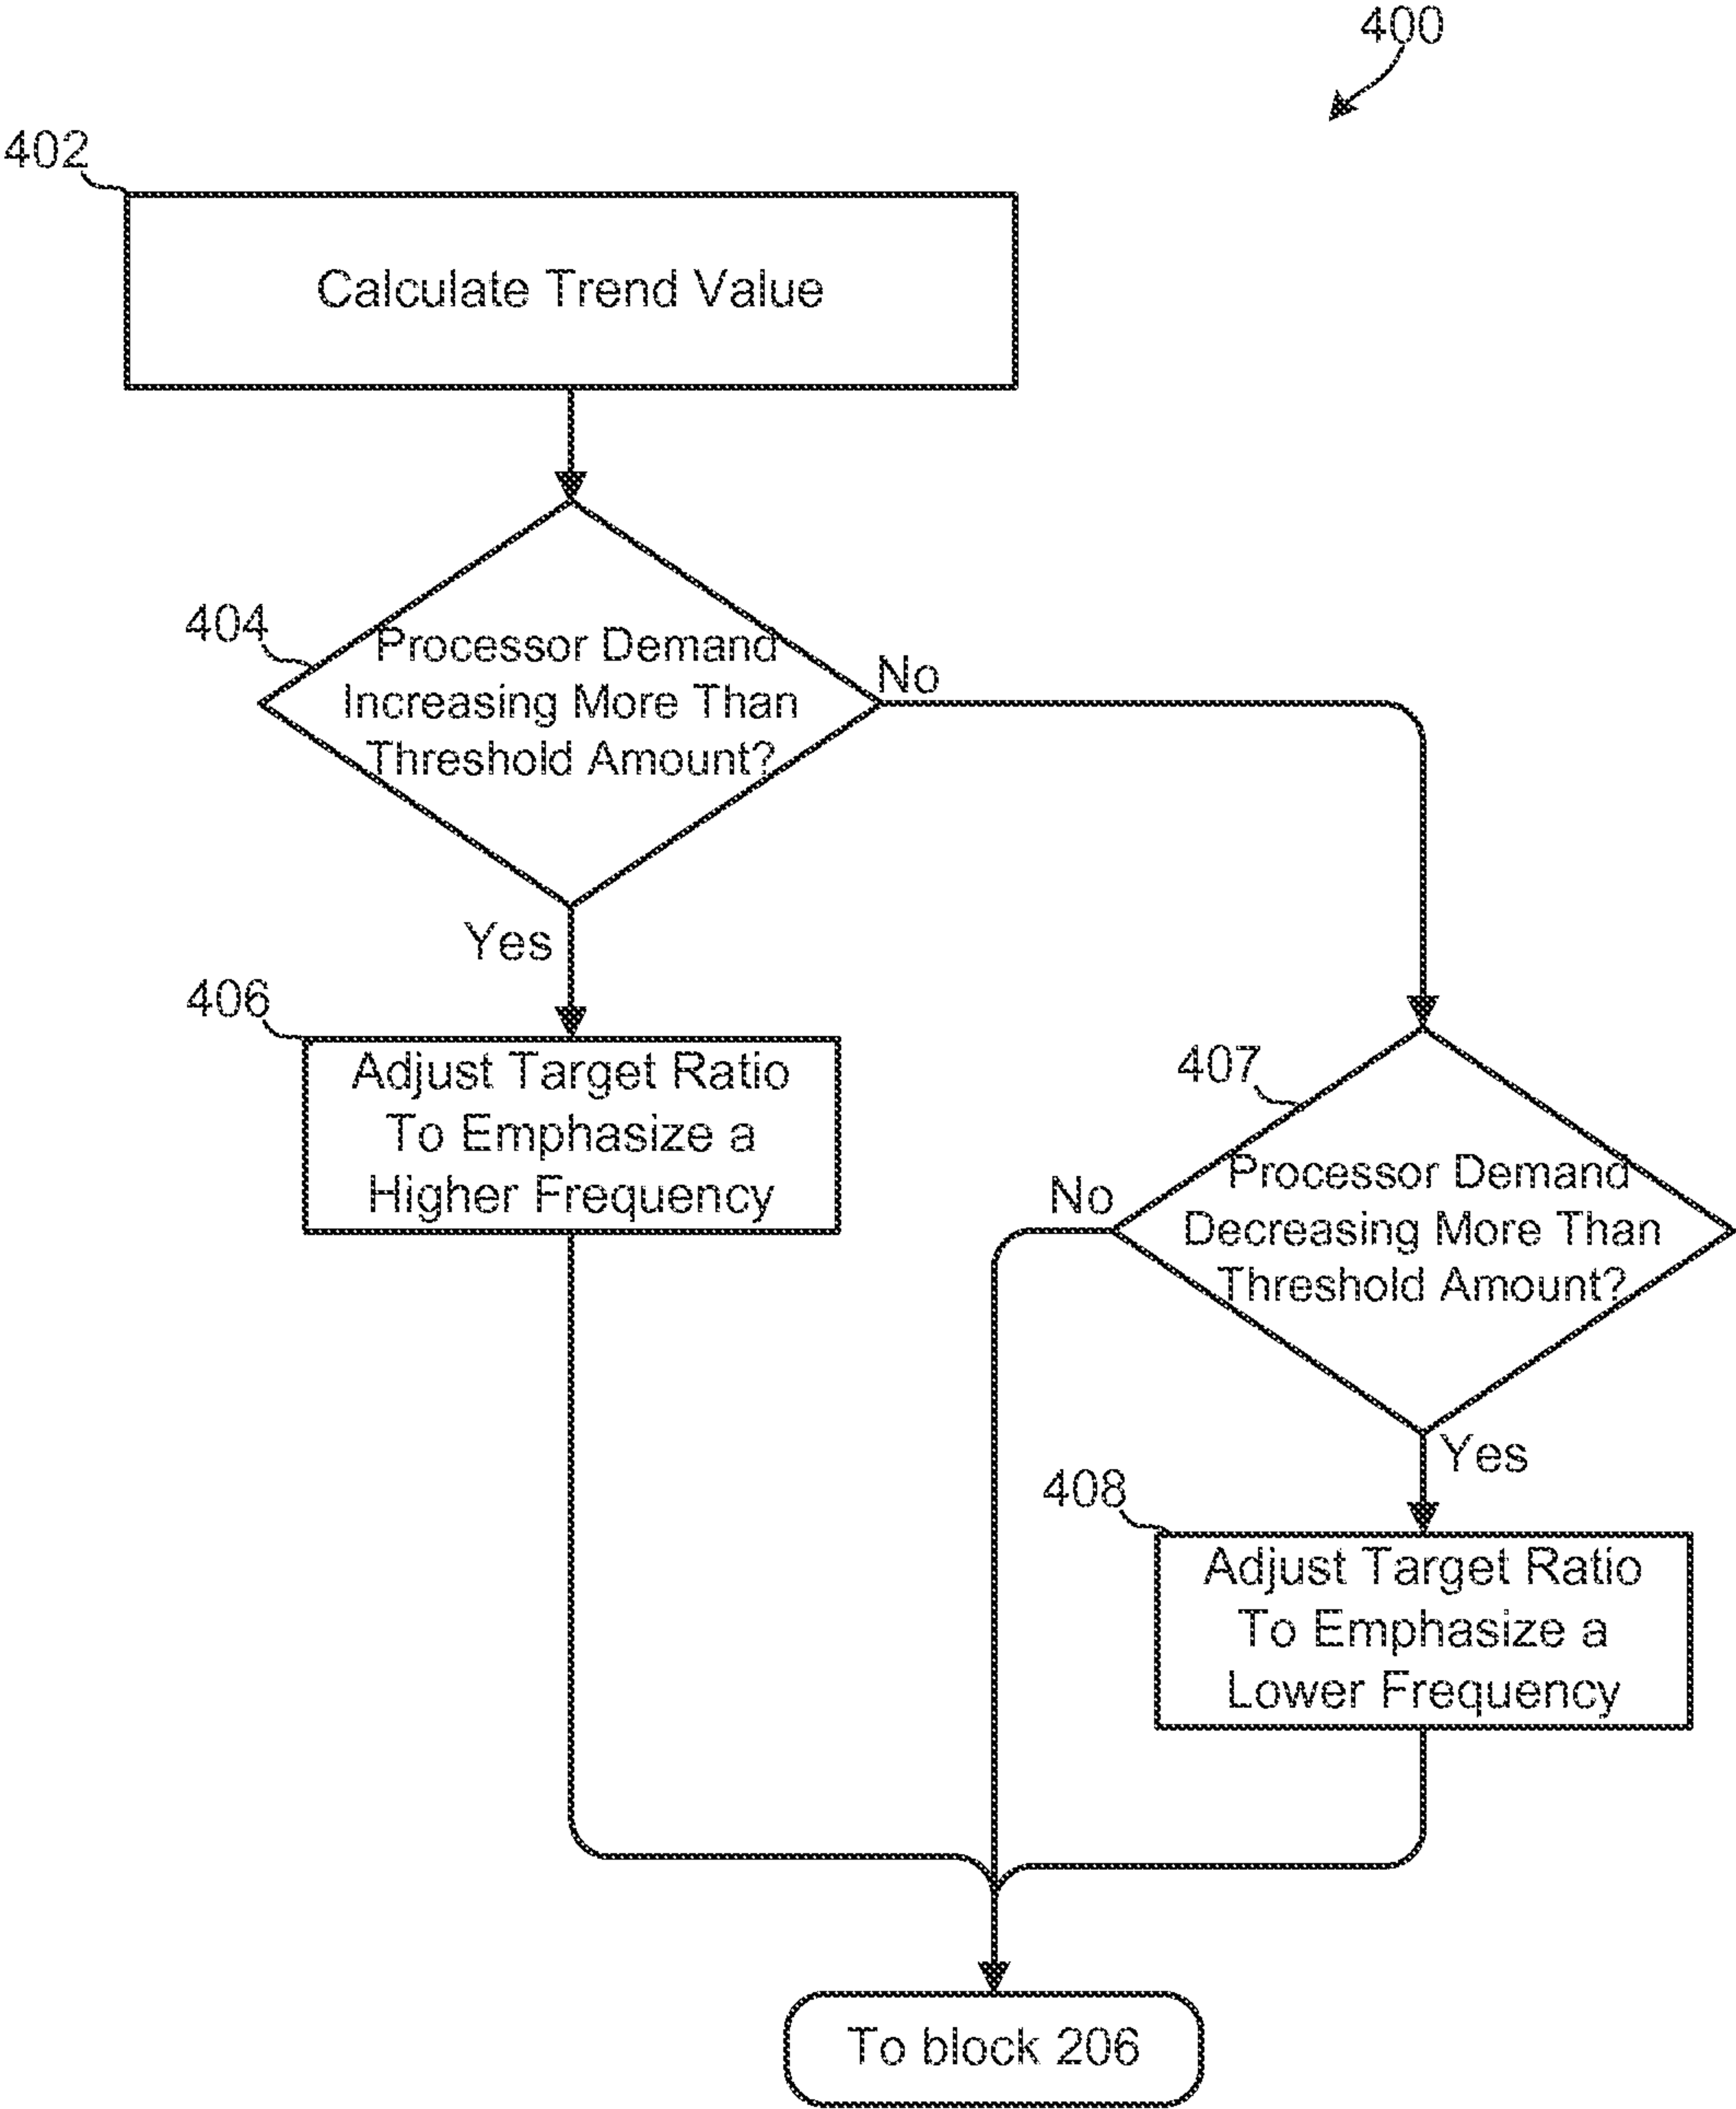 400
402
Calculate Trend Value
404
Processor Demand
Increasing More Than
Threshold Amount?
No
Yes
406
Adjust Target Ratio
To Emphasize a
Higher Frequency
407
Processor Demand
Decreasing More Than
Threshold Amount?
No
Yes
408
Adjust Target Ratio
To Emphasize a
Lower Frequency
To block 206